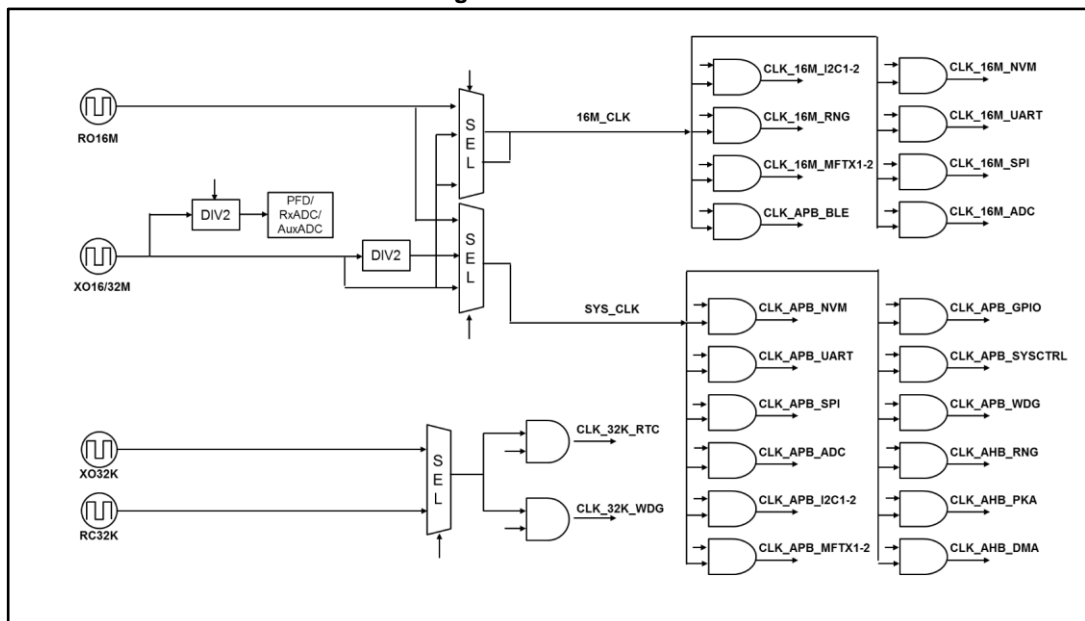 RO16M
XO16/32M
DIV2
PFD/
RxADC/
AuxADC
DIV2
SEL
SEL
16M_CLK
SYS_CLK
CLK_16M_I2C1-2
CLK_16M_RNG
CLK_16M_MFTX1-2
CLK_APB_BLE
CLK_16M_NVM
CLK_16M_UART
CLK_16M_SPI
CLK_16M_ADC
CLK_APB_NVM
CLK_APB_UART
CLK_APB_SPI
CLK_APB_ADC
CLK_APB_I2C1-2
CLK_APB_MFTX1-2
CLK_APB_GPIO
CLK_APB_SYSCTRL
CLK_APB_WDG
CLK_AHB_RNG
CLK_AHB_PKA
CLK_AHB_DMA
XO32K
RC32K
SEL
CLK_32K_RTC
CLK_32K_WDG